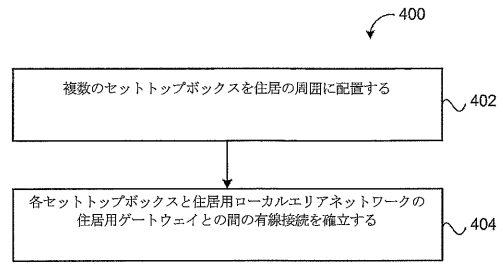 400
複数のセットトップボックスを住居の周囲に配置する
402
各セットトップボックスと住居用ローカルエリアネットワークの
住居用ゲートウェイとの間の有線接続を確立する
404